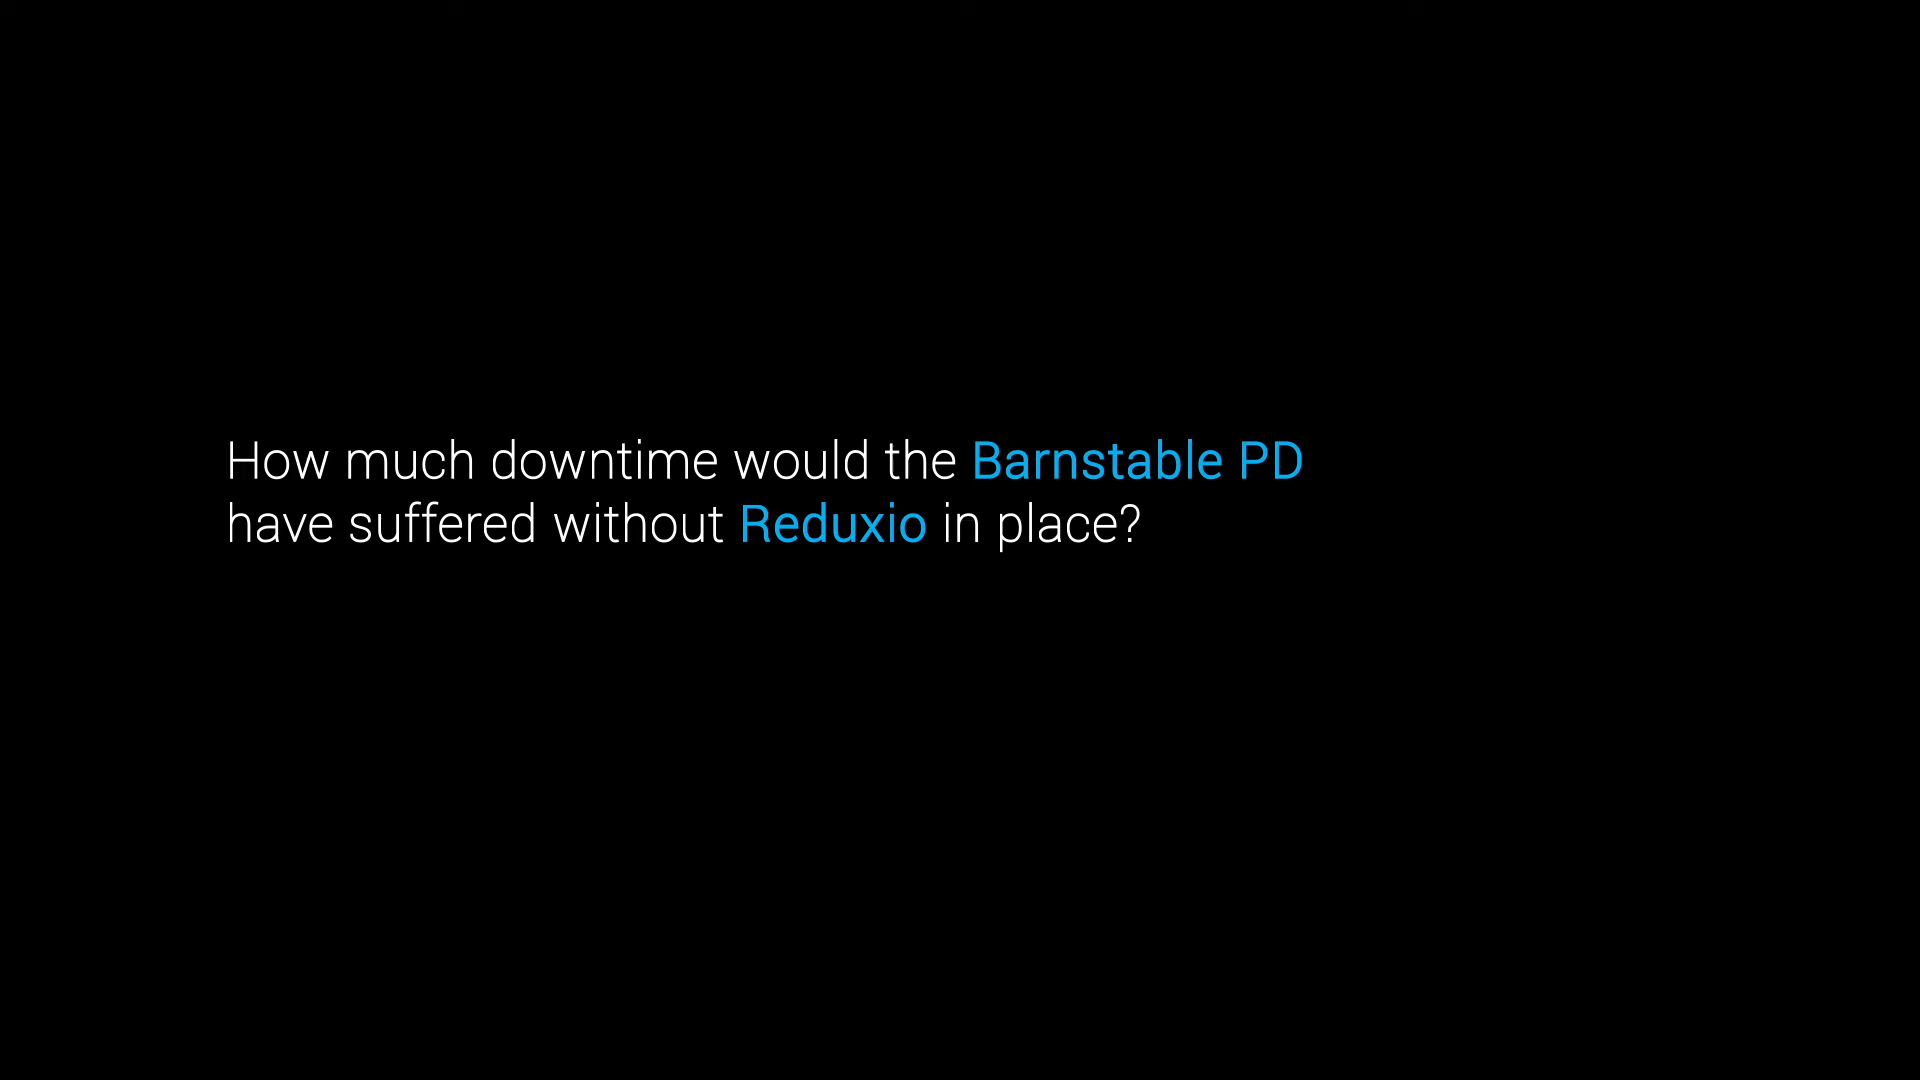 How much downtime would the Barnstable PD
have suffered without Reduxio in place?